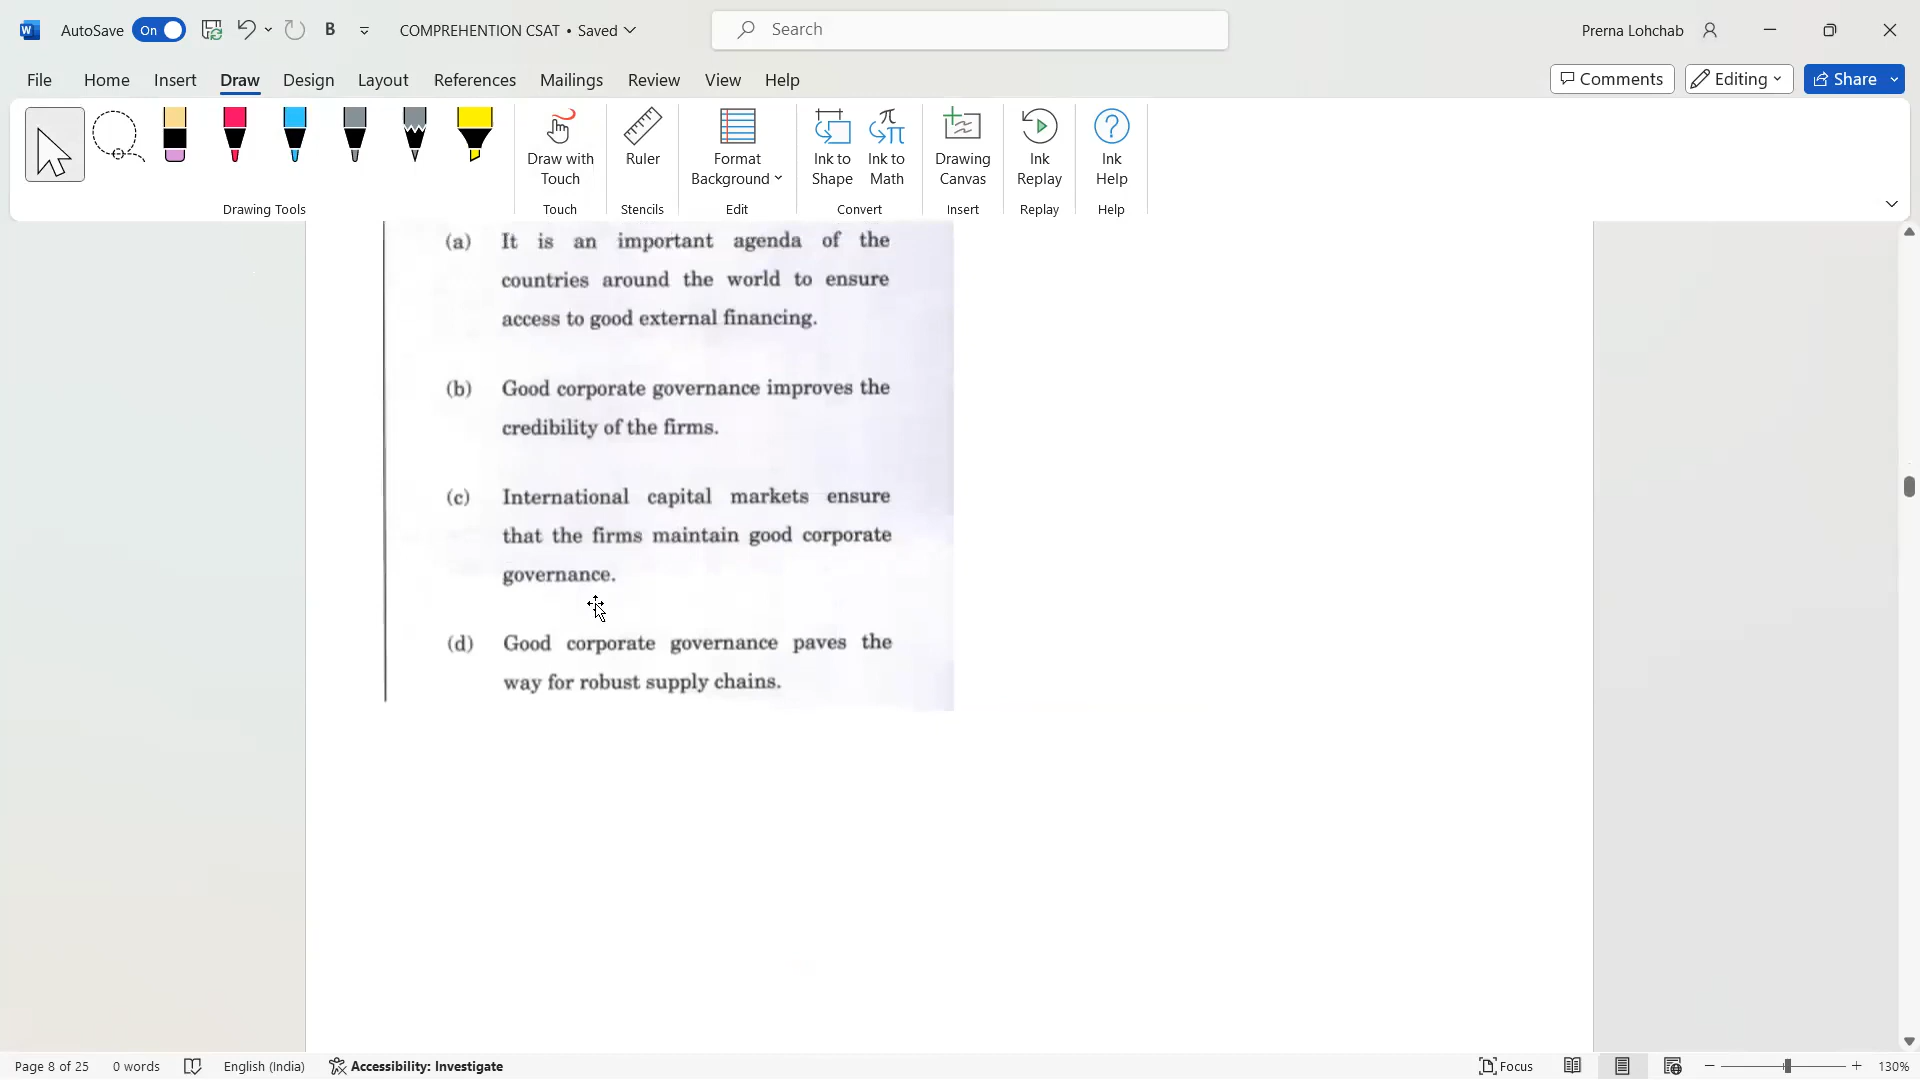 AutoSave On B COMPREHENTION CSAT • Saved Search Prerna Lohchab
File Home Insert Draw Design Layout References Mailings Review View Help Comments Editing Share
Draw with Touch
Ruler
Format Background
Ink to Shape
Ink to Math
Drawing Canvas
Ink Replay
Ink Help
Drawing Tools Touch Stencils Edit Convert Insert Replay Help
(a) It is an important agenda of the
countries around the world to ensure
access to good external financing.
(b) Good corporate governance improves the
credibility of the firms.
(c) International capital markets ensure
that the firms maintain good corporate
governance.
(d) Good corporate governance paves the
way for robust supply chains.
Page 8 of 25 0 words English (India) Accessibility: Investigate Focus 130%